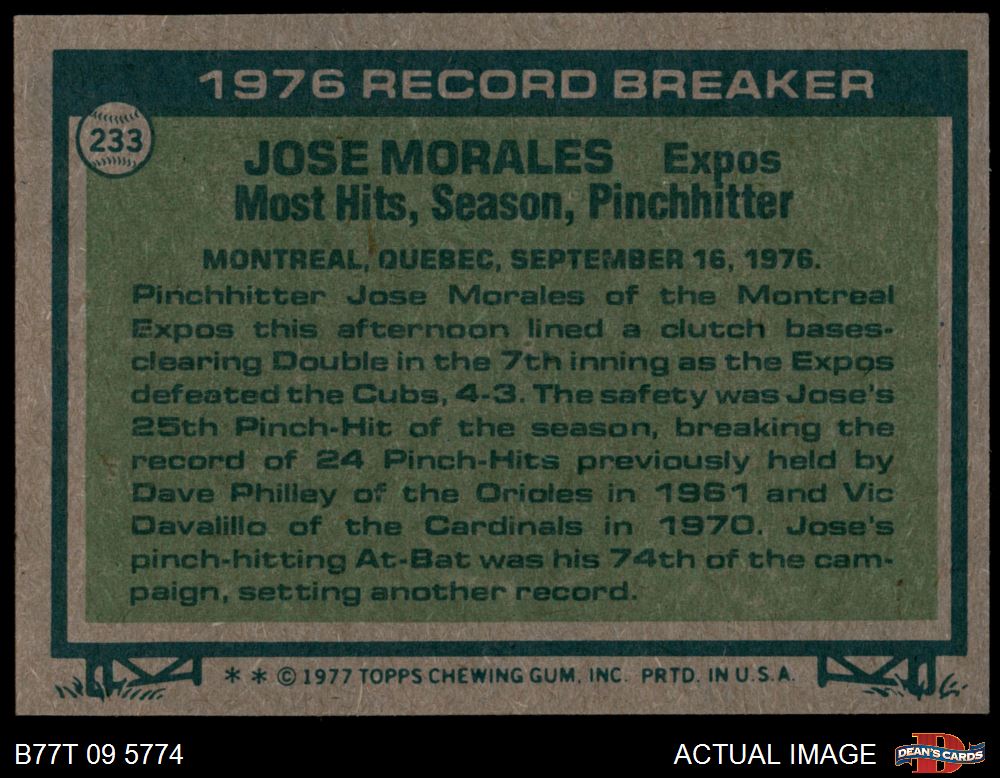 1976 RECORD BREAKER
233
JOSE MORALES Expos
Most Hits, Season, Pinchhitter
MONTREAL, QUEBEC, SEPTEMBER 16, 1976.
Pinchhitter Jose Morales of the Montreal
Expos this afternoon lined a clutch bases-
clearing Double in the 7th inning as the Expos
defeated the Cubs, 4-3. The safety was Jose's
25th Pinch-Hit of the season, breaking the
record of 24 Pinch-Hits previously held by
Dave Philley of the Orioles in 1961 and Vic
Davalillo of the Cardinals in 1970. Jose's
pinch-hitting At-Bat was his 74th of the cam-
paign, setting another record.
* * © 1977 TOPPS CHEWING GUM, INC. PRTD. IN U.S.A.
B77T 09 5774
ACTUAL IMAGE
D
DEAN'S CARDS